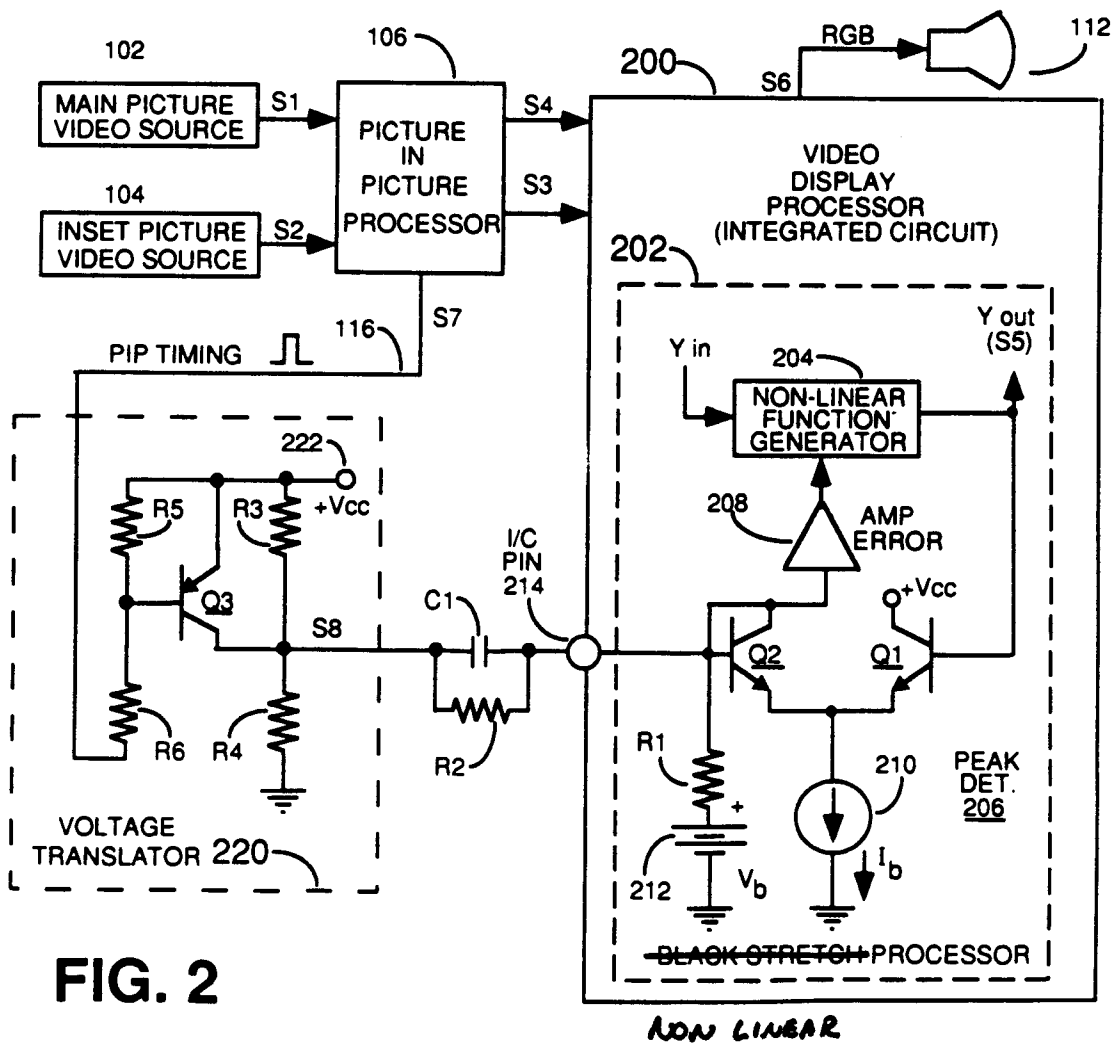 102
106
200
RGB
112
S6
MAIN PICTURE
VIDEO SOURCE
S1
S4
PICTURE
IN
PICTURE
PROCESSOR
VIDEO
DISPLAY
PROCESSOR
(INTEGRATED CIRCUIT)
104
INSET PICTURE
VIDEO SOURCE
S2
S3
202
S7
116
PIP TIMING
Y in
204
Y out
(S5)
NON-LINEAR
FUNCTION
GENERATOR
222
+Vcc
R5
R3
208
AMP
ERROR
I/C
PIN
214
Q3
C1
+Vcc
S8
Q2
Q1
R6
R4
R2
R1
+
210
PEAK
DET.
206
VOLTAGE
TRANSLATOR 220
212
Vb
Ib
BLACK STRETCH PROCESSOR
FIG. 2
NON LINEAR